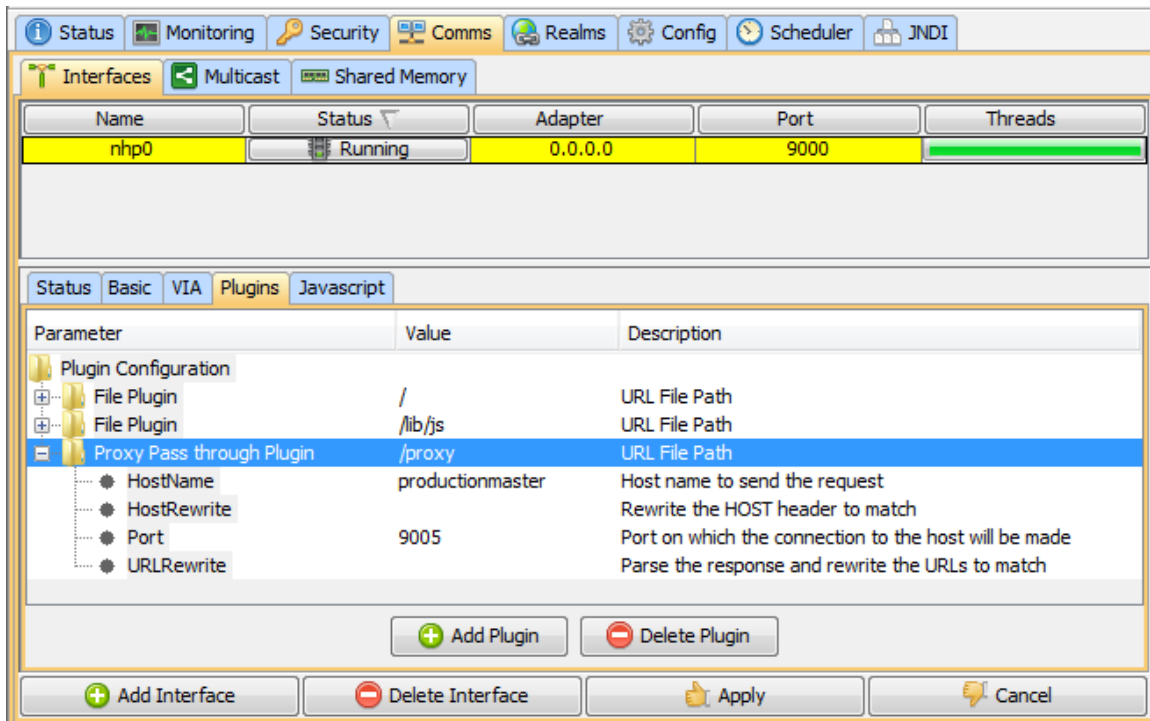 Status Monitoring Security Comms Realms Config Scheduler JNDI
Interfaces Multicast Shared Memory
Name Status Adapter Port Threads
nhp0 Running 0.0.0.0 9000
Status Basic VIA Plugins Javascript
Parameter Value Description
Plugin Configuration
File Plugin / URL File Path
File Plugin /lib/js URL File Path
Proxy Pass through Plugin /proxy URL File Path
HostName productionmaster Host name to send the request
HostRewrite Rewrite the HOST header to match
Port 9005 Port on which the connection to the host will be made
URLRewrite Parse the response and rewrite the URLs to match
Add Plugin Delete Plugin
Add Interface Delete Interface Apply Cancel